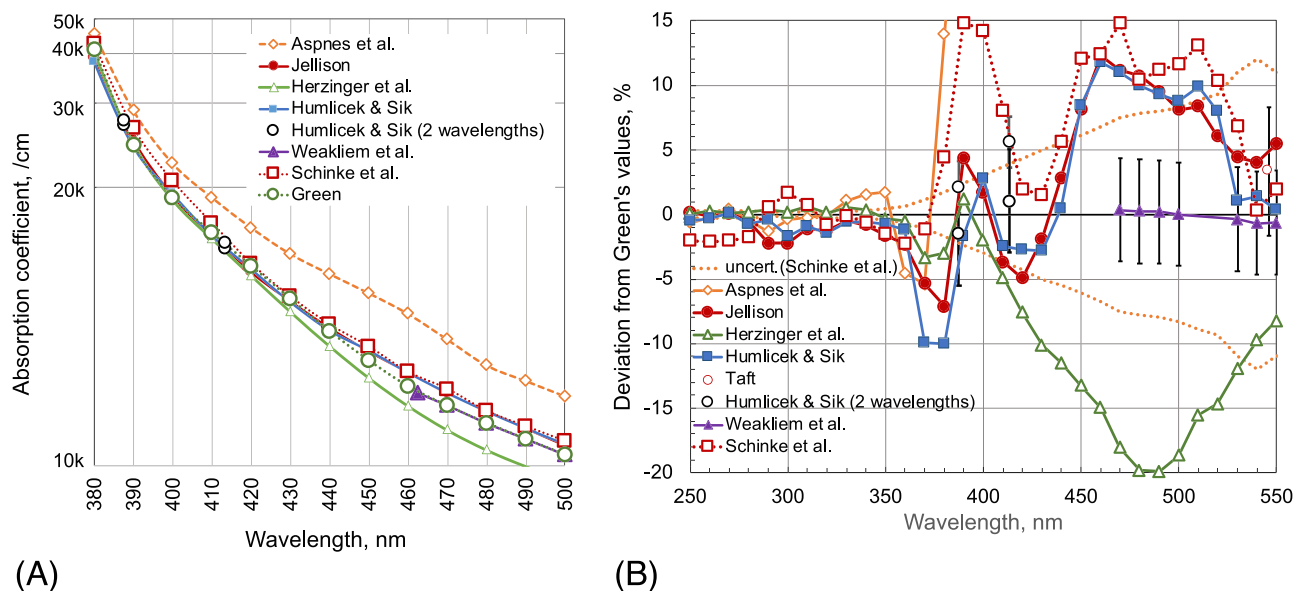 50k
40k
30k
20k
10k
Absorption coefficient, /cm
Aspnes et al.
Jellison
Herzinger et al.
Humlicek & Sik
Humlicek & Sik (2 wavelengths)
Weakliem et al.
Schinke et al.
Green
380 390 400 410 420 430 440 450 460 470 480 490 500
Wavelength, nm
(A)
B)
15
10
5
0
-5
-10
-15
-20
Deviation from Green's values, %
uncert.(Schinke et al.)
Aspnes et al.
Jellison
Herzinger et al.
Humlicek & Sik
Taft
Humlicek & Sik (2 wavelengths)
Weakliem et al.
Schinke et al.
250 300 350 400 450 500 550
Wavelength, nm
(B)